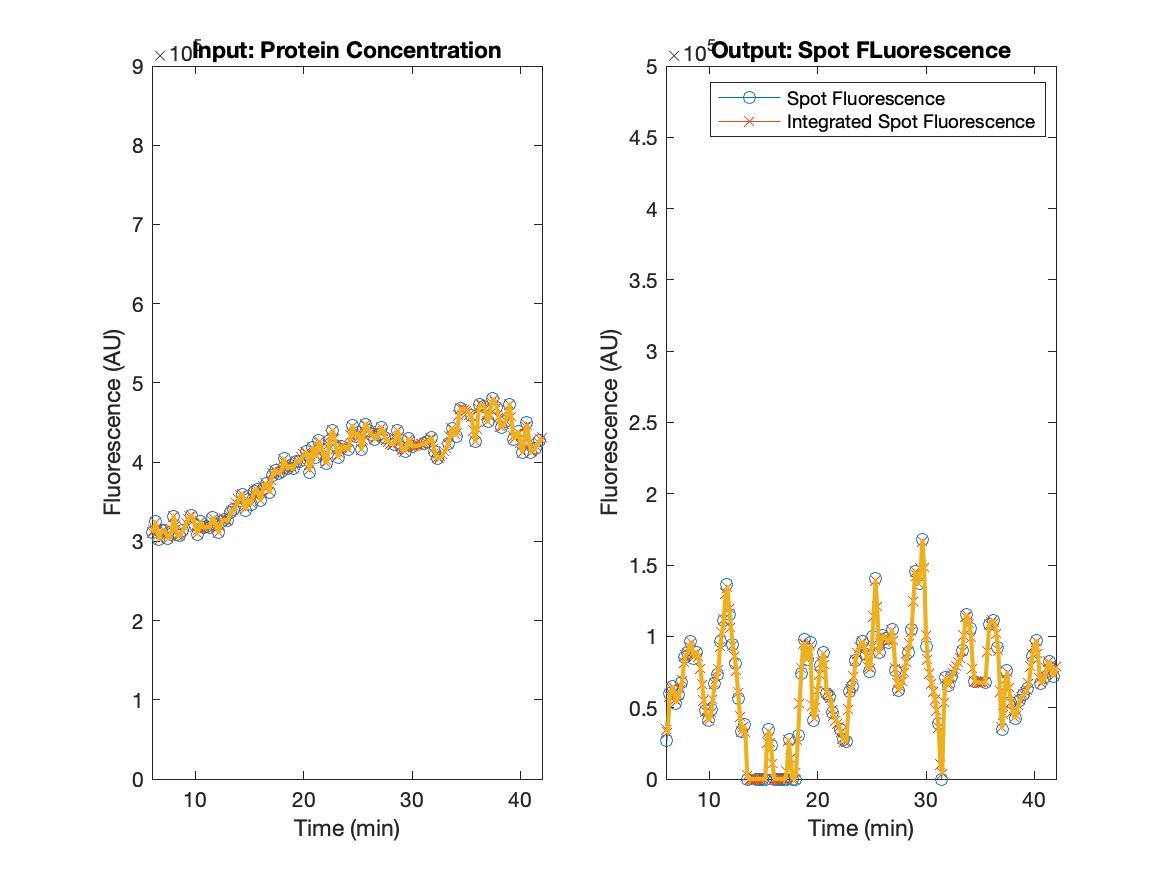 ×10⁵
Input: Protein Concentration
9
8
7
6
5
4
3
2
1
0
Fluorescence (AU)
10 20 30 40
Time (min)
×10⁵
Output: Spot FLuorescence
Spot Fluorescence
Integrated Spot Fluorescence
5
4.5
4
3.5
3
2.5
2
1.5
1
0.5
0
Fluorescence (AU)
10 20 30 40
Time (min)